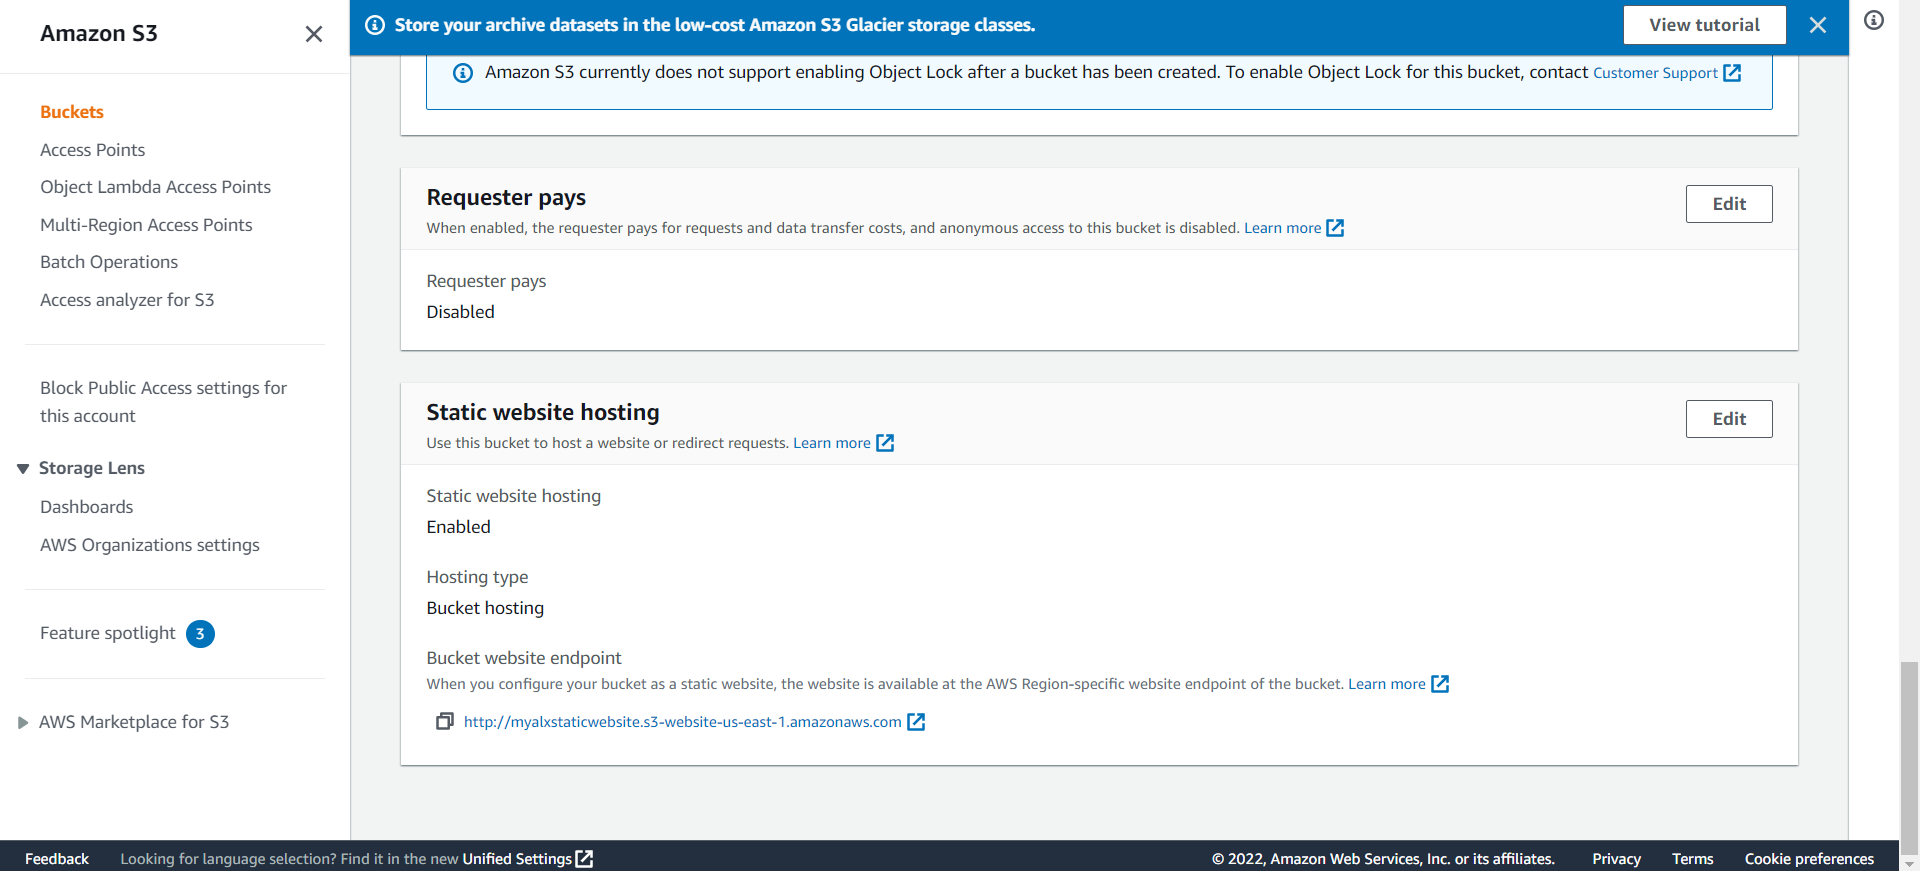 Amazon S3
Buckets
Access Points
Object Lambda Access Points
Multi-Region Access Points
Batch Operations
Access analyzer for S3
Block Public Access settings for
this account
Storage Lens
Dashboards
AWS Organizations settings
Feature spotlight 3
AWS Marketplace for S3
Store your archive datasets in the low-cost Amazon S3 Glacier storage classes.
View tutorial
Amazon S3 currently does not support enabling Object Lock after a bucket has been created. To enable Object Lock for this bucket, contact Customer Support
Requester pays
Edit
When enabled, the requester pays for requests and data transfer costs, and anonymous access to this bucket is disabled. Learn more
Requester pays
Disabled
Static website hosting
Edit
Use this bucket to host a website or redirect requests. Learn more
Static website hosting
Enabled
Hosting type
Bucket hosting
Bucket website endpoint
When you configure your bucket as a static website, the website is available at the AWS Region-specific website endpoint of the bucket. Learn more
http://myalxstaticwebsite.s3-website-us-east-1.amazonaws.com
Feedback
Looking for language selection? Find it in the new Unified Settings
© 2022, Amazon Web Services, Inc. or its affiliates.
Privacy
Terms
Cookie preferences